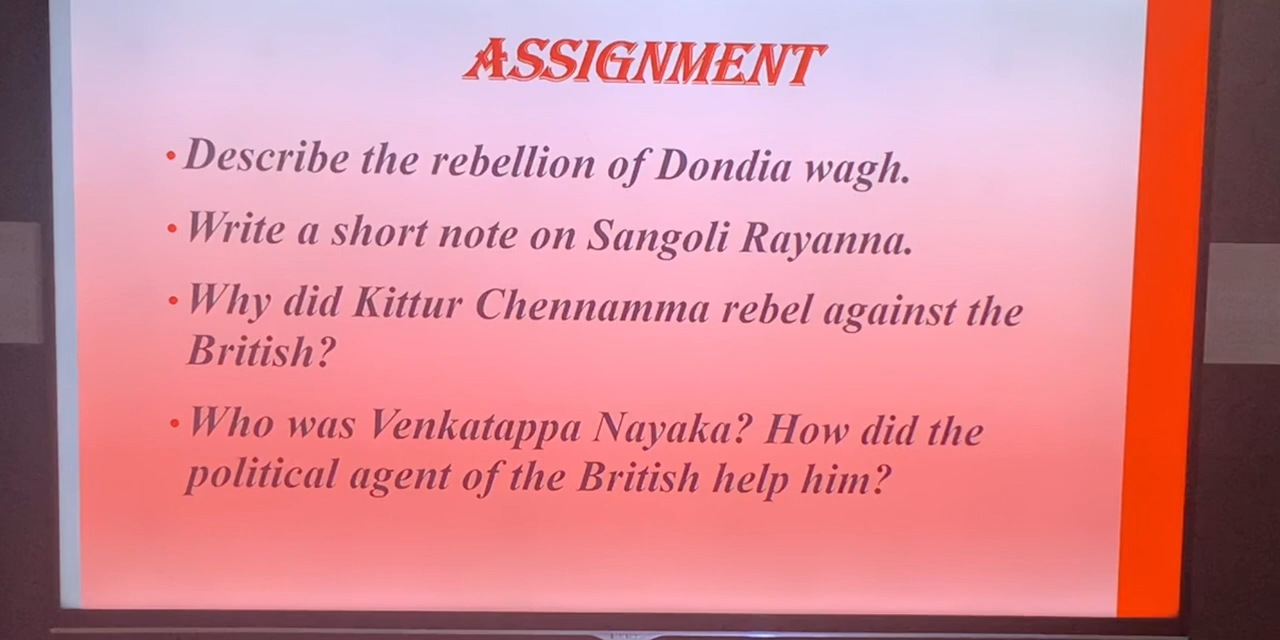 ASSIGNMENT
• Describe the rebellion of Dondia wagh.
• Write a short note on Sangoli Rayanna.
• Why did Kittur Chennamma rebel against the
British?
• Who was Venkatappa Nayaka? How did the
political agent of the British help him?